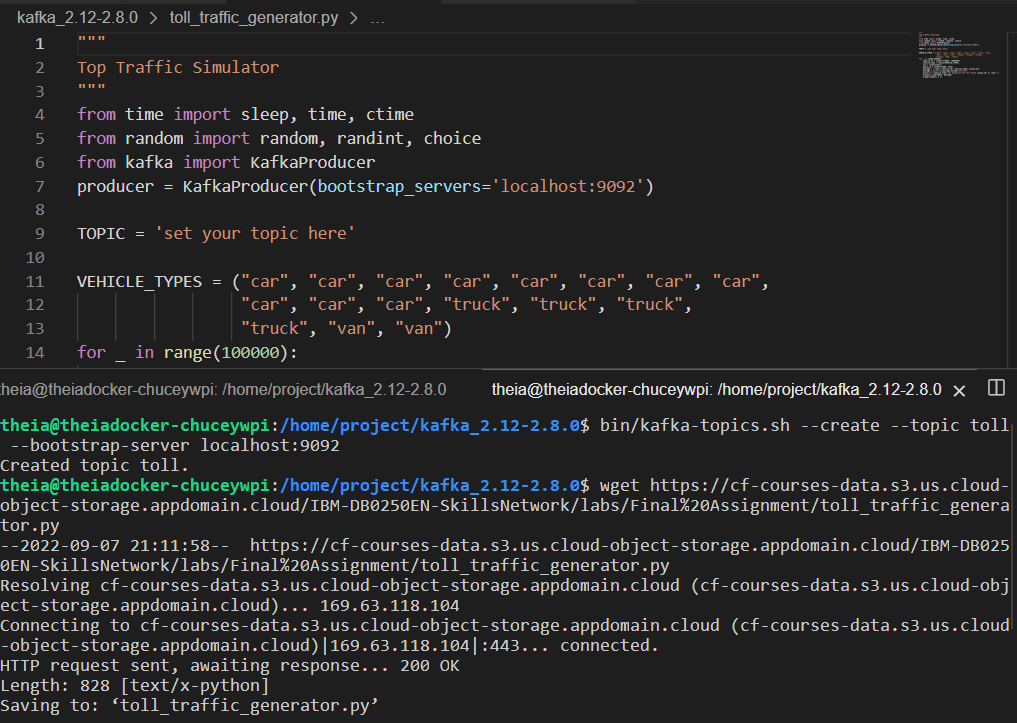 kafka_2.12-2.8.0 > toll_traffic_generator.py > ...
1 """
2 Top Traffic Simulator
3 """
4 from time import sleep, time, ctime
5 from random import random, randint, choice
6 from kafka import KafkaProducer
7 producer = KafkaProducer(bootstrap_servers='localhost:9092')
8
9 TOPIC = 'set your topic here'
10
11 VEHICLE_TYPES = ("car", "car", "car", "car", "car", "car", "car", "car",
12 "car", "car", "car", "truck", "truck", "truck",
13 "truck", "van", "van")
14 for _ in range(100000):
theia@theiadocker-chuceywpi: /home/project/kafka_2.12-2.8.0 theia@theiadocker-chuceywpi: /home/project/kafka_2.12-2.8.0
theia@theiadocker-chuceywpi:/home/project/kafka_2.12-2.8.0$ bin/kafka-topics.sh --create --topic toll
--bootstrap-server localhost:9092
Created topic toll.
theia@theiadocker-chuceywpi:/home/project/kafka_2.12-2.8.0$ wget https://cf-courses-data.s3.us.cloud-
object-storage.appdomain.cloud/IBM-DB0250EN-SkillsNetwork/labs/Final%20Assignment/toll_traffic_genera
tor.py
--2022-09-07 21:11:58-- https://cf-courses-data.s3.us.cloud-object-storage.appdomain.cloud/IBM-DB025
0EN-SkillsNetwork/labs/Final%20Assignment/toll_traffic_generator.py
Resolving cf-courses-data.s3.us.cloud-object-storage.appdomain.cloud (cf-courses-data.s3.us.cloud-obj
ect-storage.appdomain.cloud)... 169.63.118.104
Connecting to cf-courses-data.s3.us.cloud-object-storage.appdomain.cloud (cf-courses-data.s3.us.cloud
-object-storage.appdomain.cloud)|169.63.118.104|:443... connected.
HTTP request sent, awaiting response... 200 OK
Length: 828 [text/x-python]
Saving to: ‘toll_traffic_generator.py’